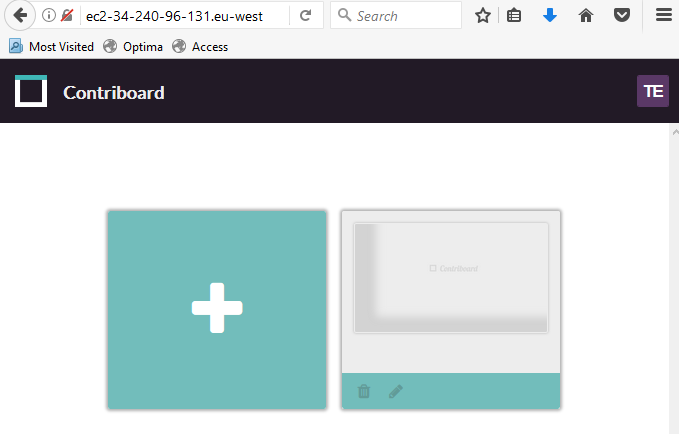 ec2-34-240-96-131.eu-west
Search
Most Visited
Optima
Access
Contriboard
TE
Contriboard